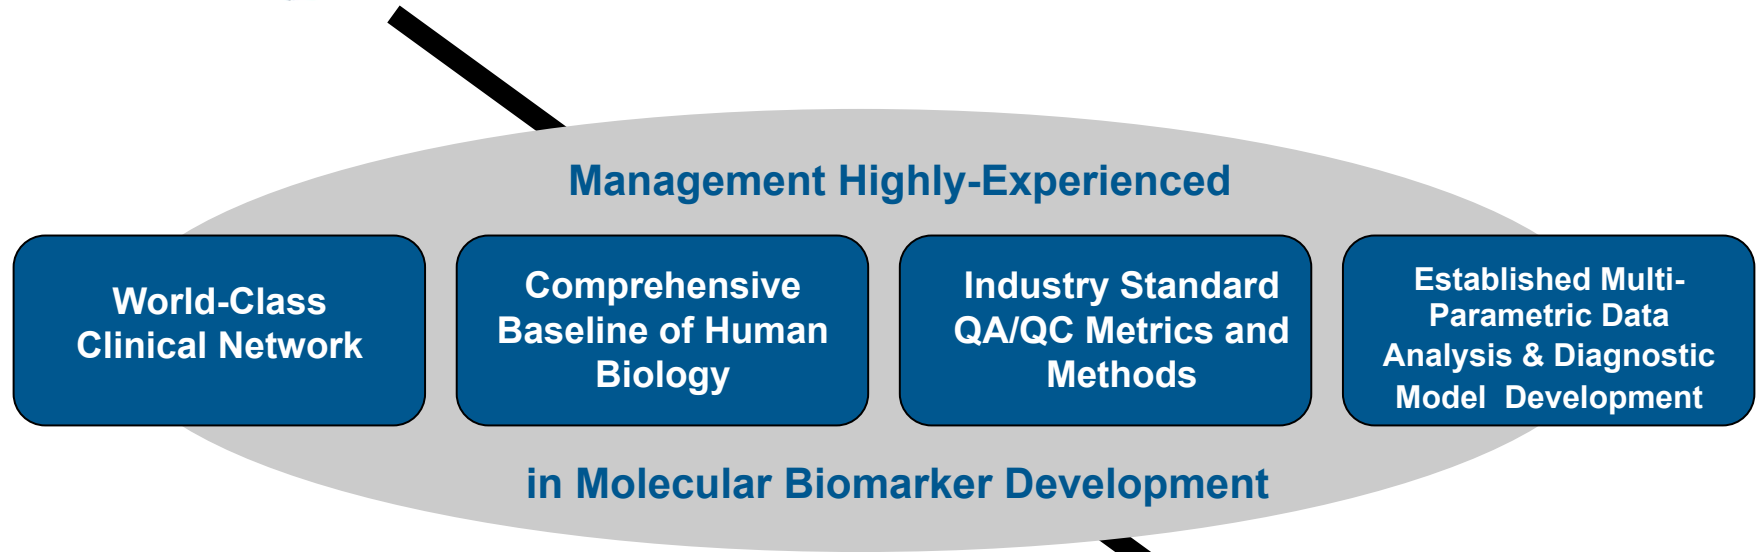 Management Highly-Experienced
World-Class
Clinical Network
Comprehensive
Baseline of Human
Biology
Industry Standard
QA/QC Metrics and
Methods
Established Multi-
Parametric Data
Analysis & Diagnostic
Model  Development
in Molecular Biomarker Development